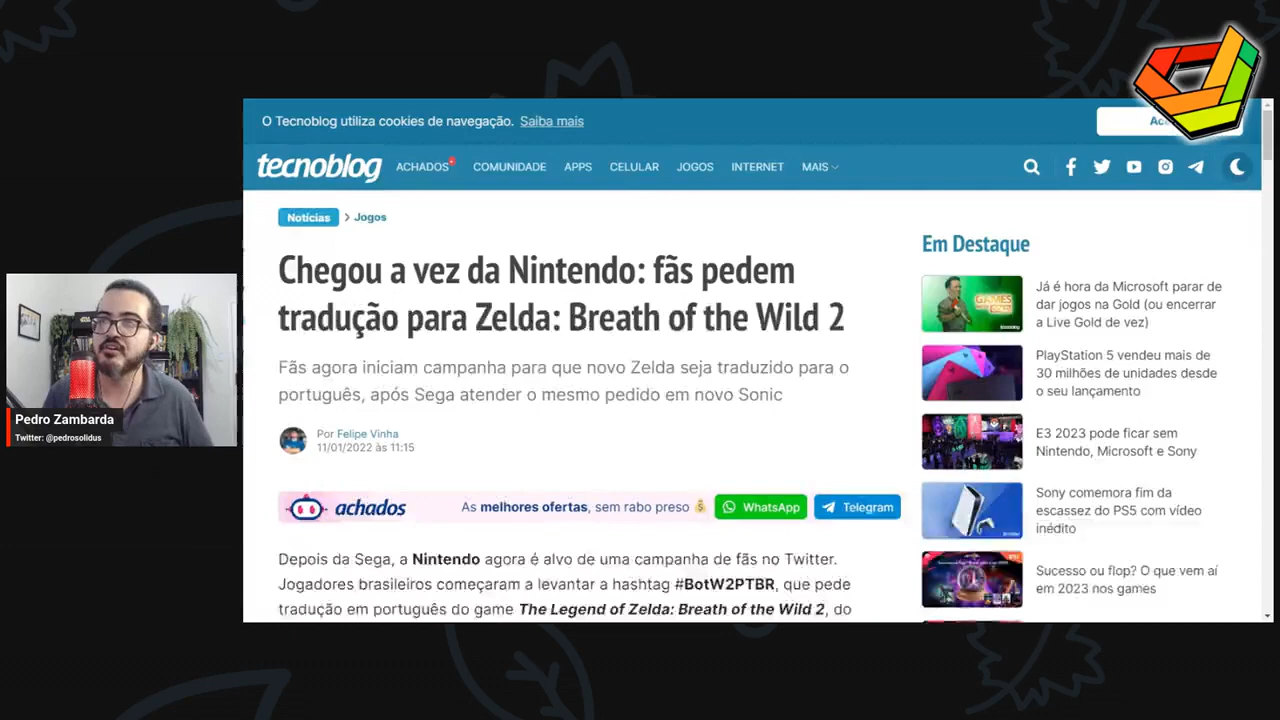 O Tecnoblog utiliza cookies de navegação. Saiba mais
tecnoblog
ACHADOS
COMUNIDADE
APPS
CELULAR
JOGOS
INTERNET
MAIS
Notícias
Jogos
Chegou a vez da Nintendo: fãs pedem
tradução para Zelda: Breath of the Wild 2
Fãs agora iniciam campanha para que novo Zelda seja traduzido para o
português, após Sega atender o mesmo pedido em novo Sonic
Por Felipe Vinha
11/01/2022 às 11:15
achados
As melhores ofertas, sem rabo preso
WhatsApp
Telegram
Depois da Sega, a Nintendo agora é alvo de uma campanha de fãs no Twitter.
Jogadores brasileiros começaram a levantar a hashtag #BotW2PTBR, que pede
tradução em português do game The Legend of Zelda: Breath of the Wild 2, do
Em Destaque
Já é hora da Microsoft parar de
dar jogos na Gold (ou encerrar
a Live Gold de vez)
PlayStation 5 vendeu mais de
30 milhões de unidades desde
o seu lançamento
E3 2023 pode ficar sem
Nintendo, Microsoft e Sony
Sony comemora fim da
escassez do PS5 com vídeo
inédito
Sucesso ou flop? O que vem aí
em 2023 nos games
Pedro Zambarda
Twitter: @pedrosolidus